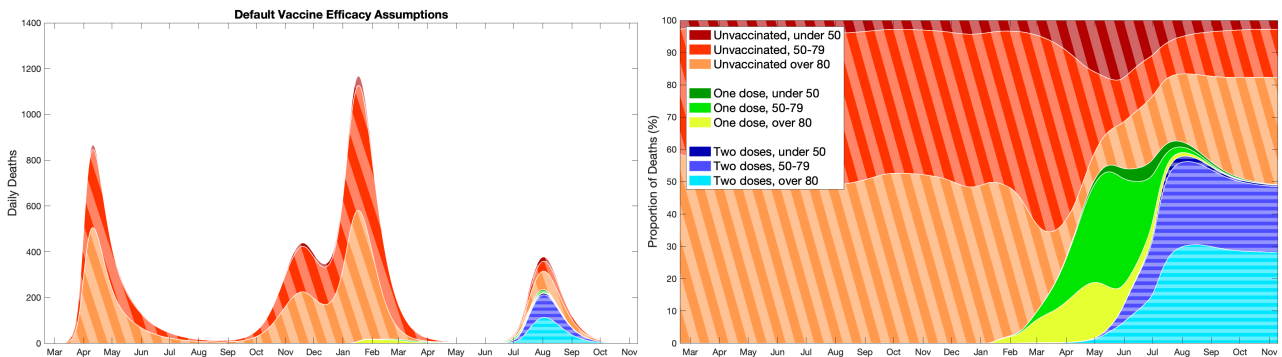 Default Vaccine Efficacy Assumptions
Daily Deaths
1400
1200
1000
800
600
400
200
0
Mar Apr May Jun Jul Aug Sep Oct Nov Dec Jan Feb Mar Apr May Jun Jul Aug Sep Oct Nov
Proportion of Deaths (%)
100
90
80
70
60
50
40
30
20
10
0
Unvaccinated, under 50
Unvaccinated, 50-79
Unvaccinated over 80
One dose, under 50
One dose, 50-79
One dose, over 80
Two doses, under 50
Two doses, 50-79
Two doses, over 80
Mar Apr May Jun Jul Aug Sep Oct Nov Dec Jan Feb Mar Apr May Jun Jul Aug Sep Oct Nov